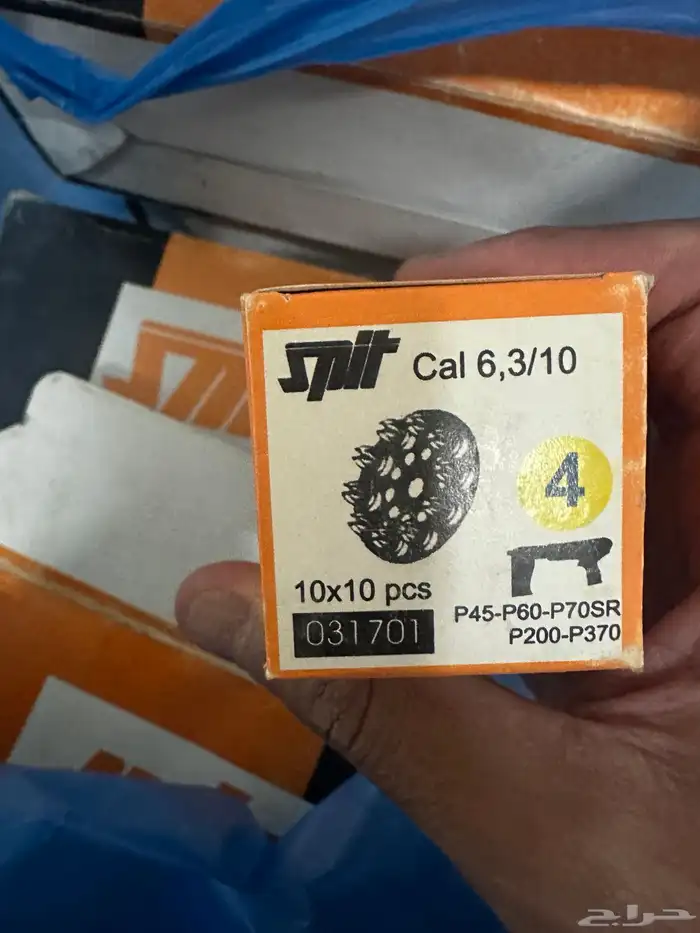 Spit Cal 6,3/10
4
10x10 pcs
031701
P45-P60-P70SR
P200-P370
حراج